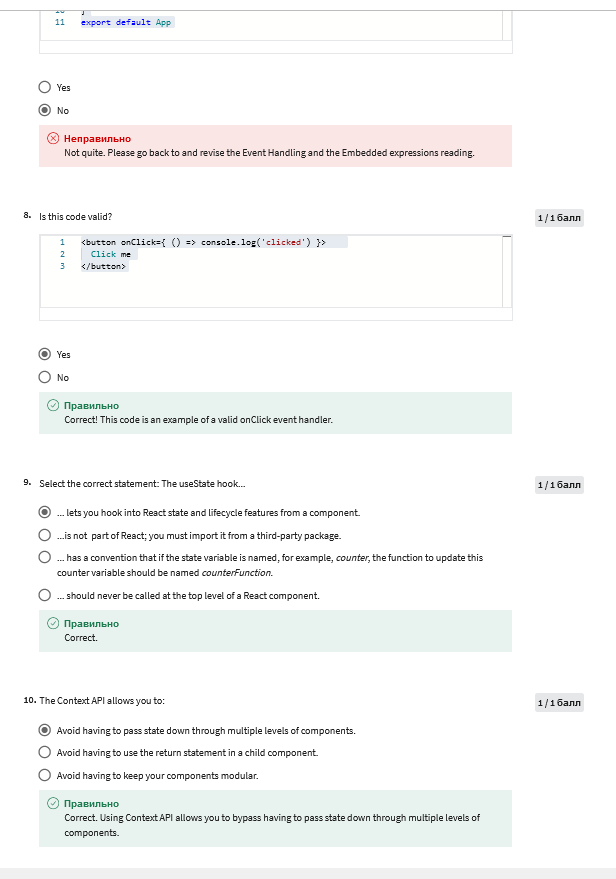 10 }
11 export default App
Yes
No
Неправильно
Not quite. Please go back to and revise the Event Handling and the Embedded expressions reading.
8. Is this code valid?
1 / 1 балл
1 <button onClick={ () => console.log('clicked') }>
2 Click me
3 </button>
Yes
No
Правильно
Correct! This code is an example of a valid onClick event handler.
9. Select the correct statement: The useState hook...
1 / 1 балл
... lets you hook into React state and lifecycle features from a component.
...is not part of React; you must import it from a third-party package.
... has a convention that if the state variable is named, for example, counter, the function to update this
counter variable should be named counterFunction.
... should never be called at the top level of a React component.
Правильно
Correct.
10. The Context API allows you to:
1 / 1 балл
Avoid having to pass state down through multiple levels of components.
Avoid having to use the return statement in a child component.
Avoid having to keep your components modular.
Правильно
Correct. Using Context API allows you to bypass having to pass state down through multiple levels of
components.